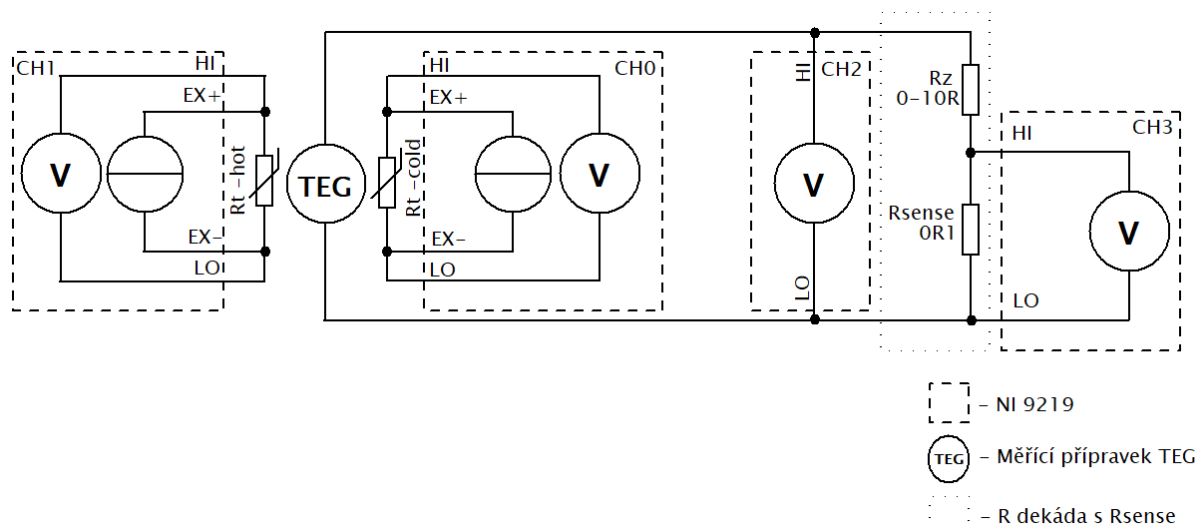 CH1
HI
EX+
V
Rt -hot
EX-
LO
TEG
Rt -cold
HI
EX+
CH0
V
EX-
LO
HI
CH2
V
LO
Rz
0-10R
Rsense
0R1
HI
CH3
V
LO
- NI 9219
TEG - Měřící přípravek TEG
- R dekáda s Rsense